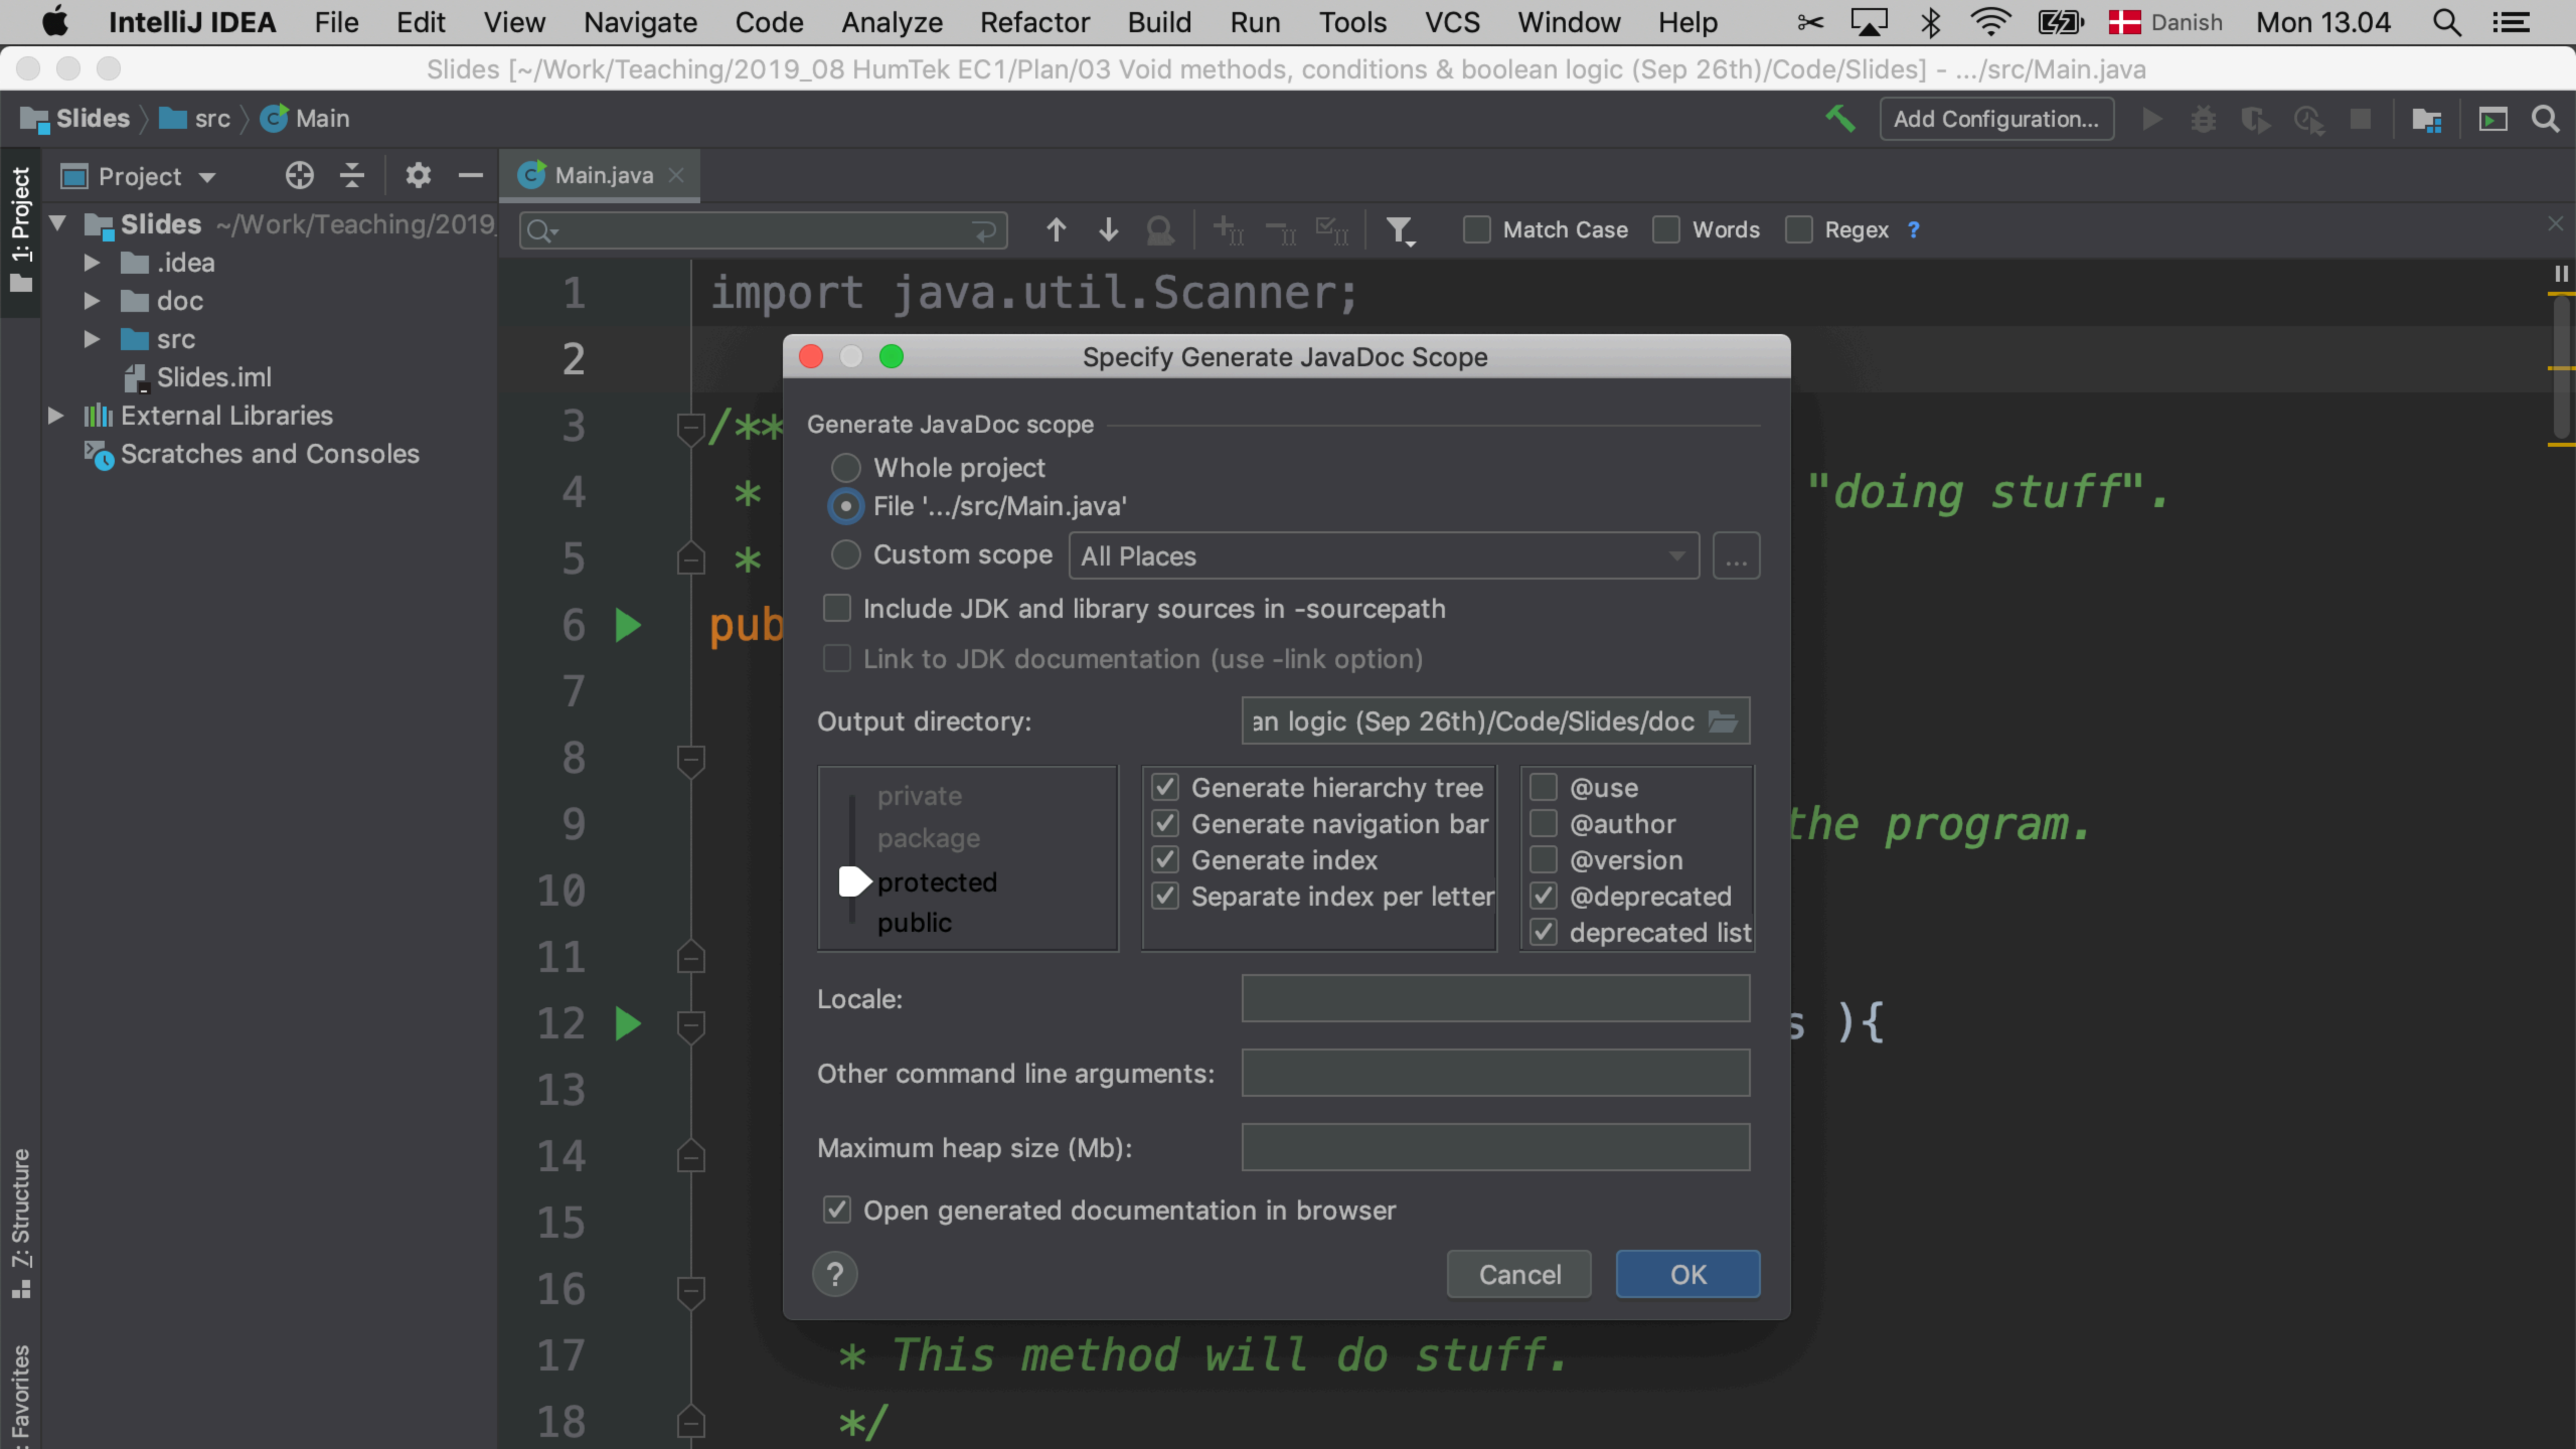 IntelliJ IDEA File Edit View Navigate Code Analyze Refactor Build Run Tools VCS Window Help Danish Mon 13.04
Slides [~/Work/Teaching/2019_08 HumTek EC1/Plan/03 Void methods, conditions & boolean logic (Sep 26th)/Code/Slides] - .../src/Main.java
Slides src Main Add Configuration...
1: Project
Project
Main.java
Slides ~/Work/Teaching/2019_
.idea
doc
src
Slides.iml
External Libraries
Scratches and Consoles
Match Case Words Regex ?
1 import java.util.Scanner;
2
3 /**
4 * "doing stuff".
5 *
6 pub
7
8
9 the program.
10
11
12 s ){
13
14
15
16
17 * This method will do stuff.
18 */
Specify Generate JavaDoc Scope
Generate JavaDoc scope
Whole project
File '.../src/Main.java'
Custom scope All Places ...
Include JDK and library sources in -sourcepath
Link to JDK documentation (use -link option)
Output directory: an logic (Sep 26th)/Code/Slides/doc
private
package
protected
public
Generate hierarchy tree
Generate navigation bar
Generate index
Separate index per letter
@use
@author
@version
@deprecated
deprecated list
Locale:
Other command line arguments:
Maximum heap size (Mb):
Open generated documentation in browser
? Cancel OK
Z: Structure
: Favorites